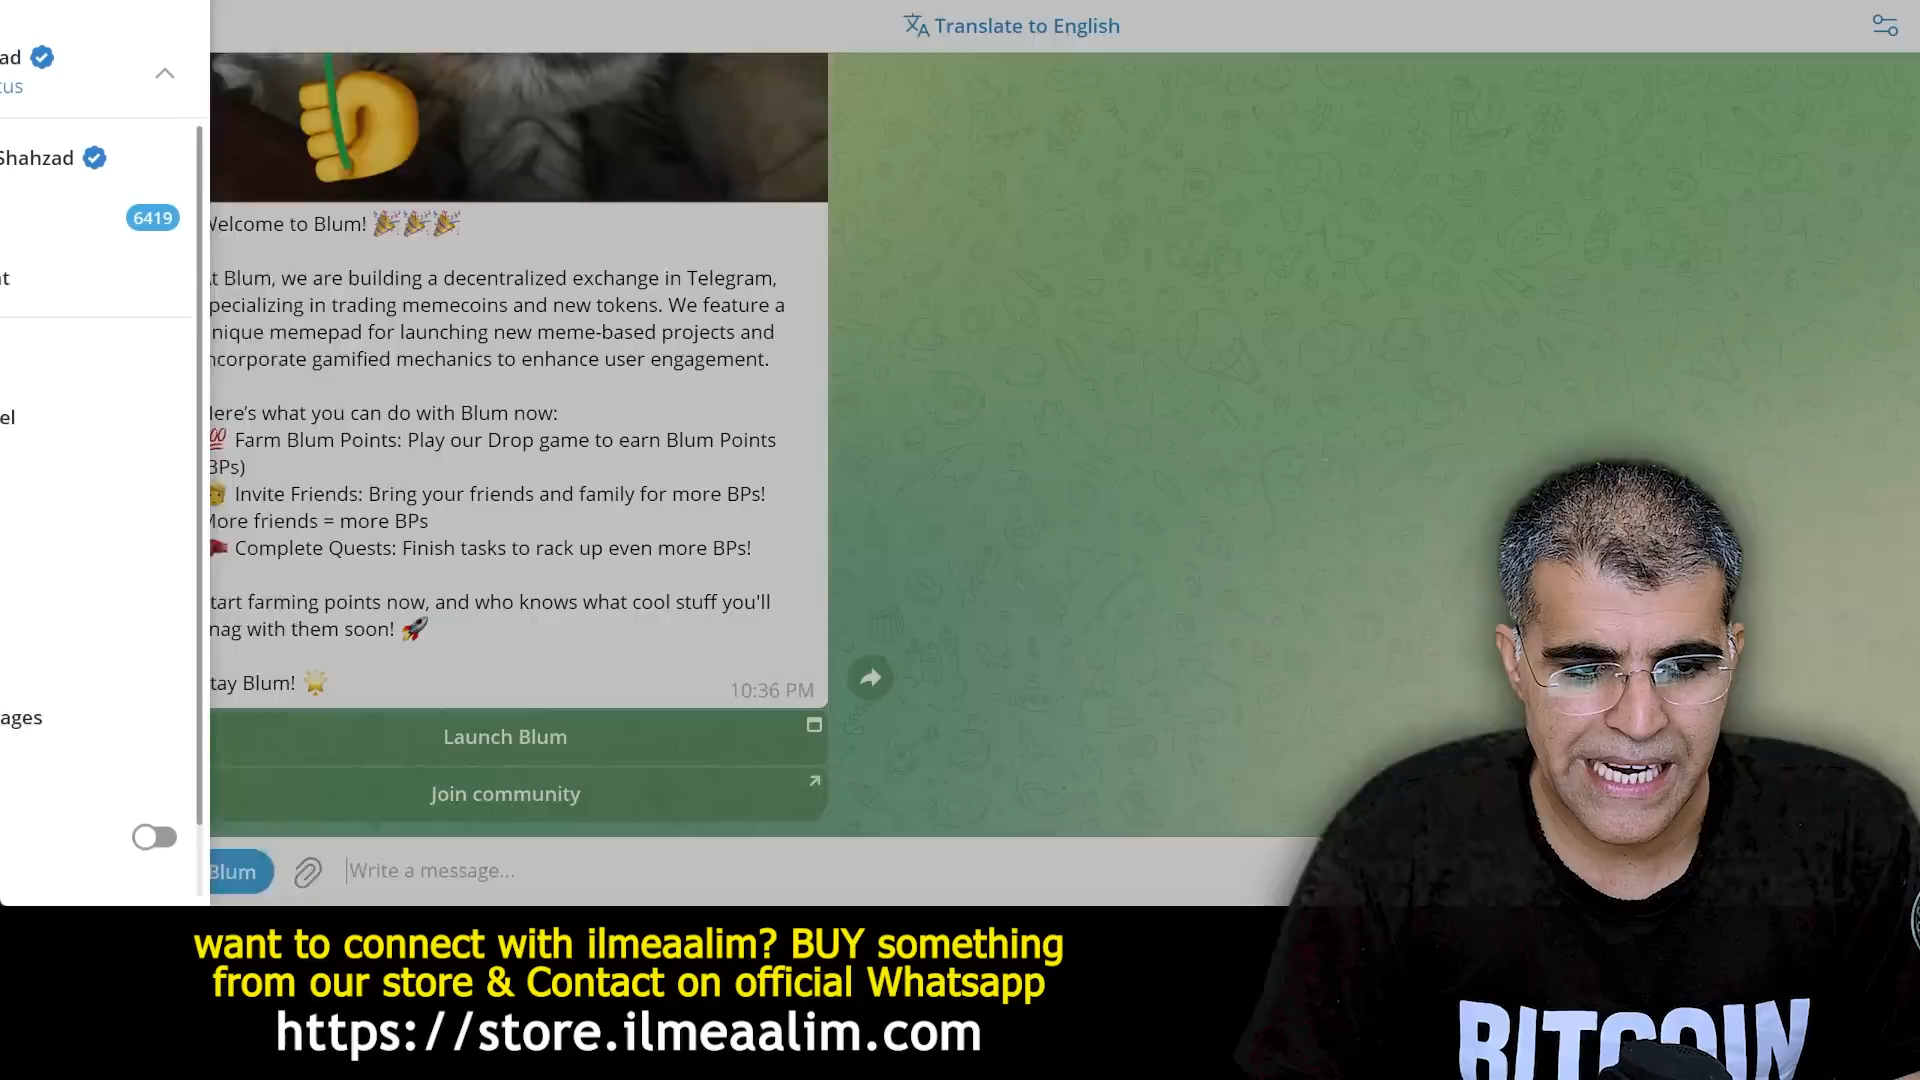 Translate to English
ad
tus
Shahzad
6419
nt
el
ages
elcome to Blum! 🎉🎉🎉
t Blum, we are building a decentralized exchange in Telegram,
pecializing in trading memecoins and new tokens. We feature a
nique memepad for launching new meme-based projects and
ncorporate gamified mechanics to enhance user engagement.
ere's what you can do with Blum now:
💯 Farm Blum Points: Play our Drop game to earn Blum Points
BPs)
Invite Friends: Bring your friends and family for more BPs!
More friends = more BPs
Complete Quests: Finish tasks to rack up even more BPs!
tart farming points now, and who knows what cool stuff you'll
nag with them soon! 🚀
tay Blum! 🌟
10:36 PM
Launch Blum
Join community
Blum
Write a message...
want to connect with ilmeaalim? BUY something
from our store & Contact on official Whatsapp
https://store.ilmeaalim.com
BITCOIN